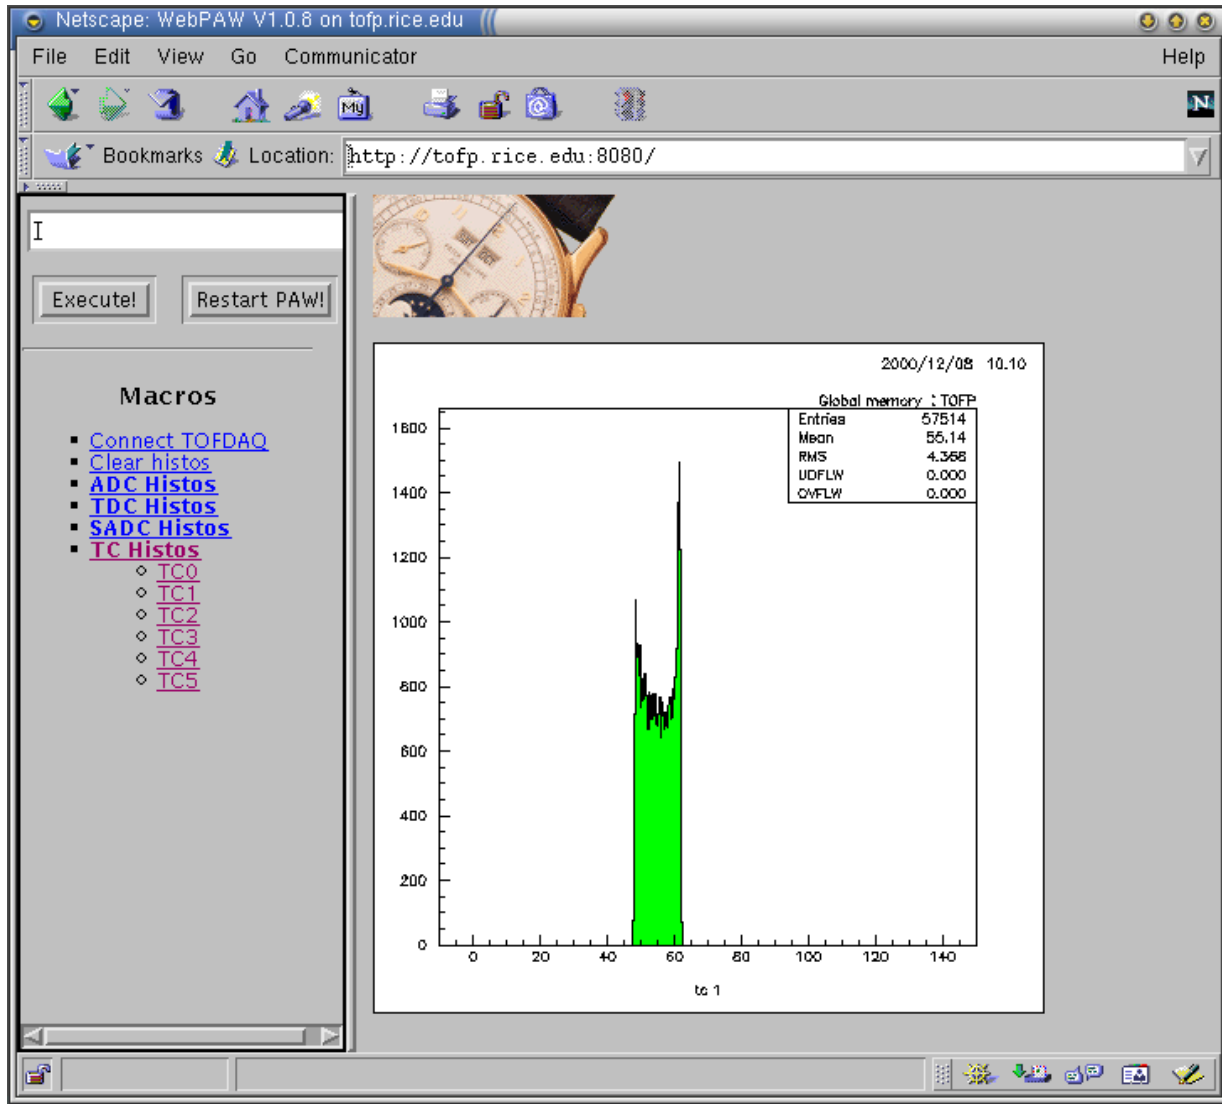 Netscape: WebPAW V1.0.8 on tofp.rice.edu
File Edit View Go Communicator Help
My
N
Bookmarks Location: http://tofp.rice.edu:8080/
Execute! Restart PAW!
Macros
Connect TOFDAQ
Clear histos
ADC Histos
TDC Histos
SADC Histos
TC Histos
TC0
TC1
TC2
TC3
TC4
TC5
2000/12/08 10.10
Global memory : TOFP
Entries 57514
Mean 55.14
RMS 4.368
UDFLW 0.000
OVFLW 0.000
1600
1400
1200
1000
800
600
400
200
0
0 20 40 60 80 100 120 140
tc 1